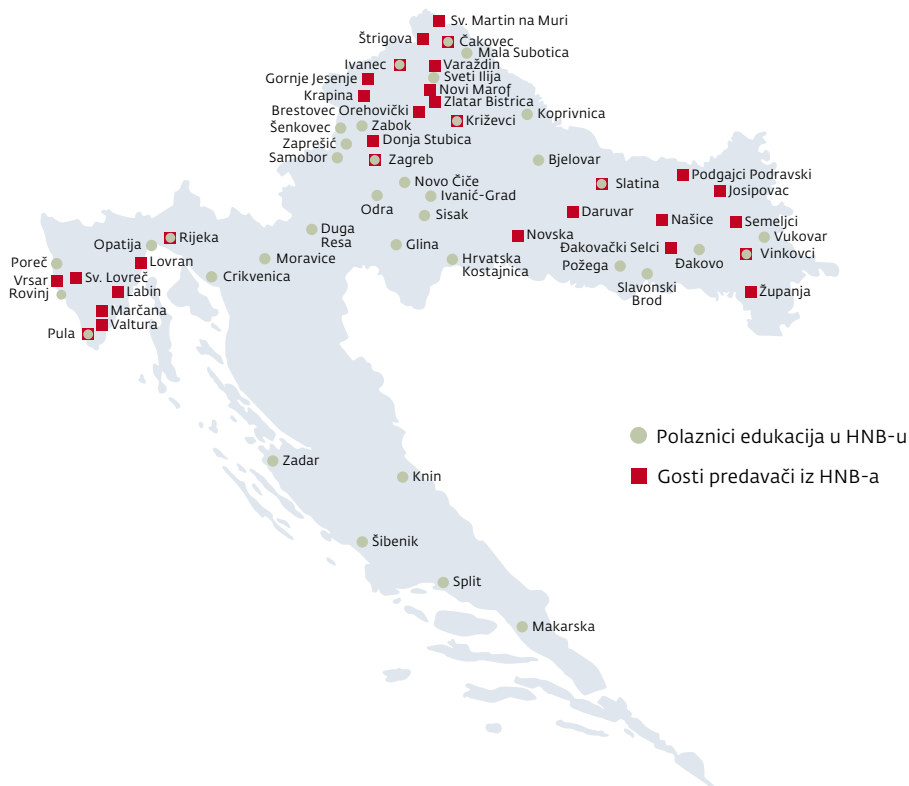 Sv. Martin na Muri
Štrigova
Čakovec
Mala Subotica
Ivanec
Varaždin
Sveti Ilija
Gornje Jesenje
Novi Marof
Krapina
Zlatar Bistrica
Brestovec Orehovički
Križevci
Koprivnica
Šenkovec
Zabok
Zaprešić
Donja Stubica
Samobor
Zagreb
Bjelovar
Podgajci Podravski
Novo Čiče
Slatina
Josipovac
Ivanić-Grad
Odra
Sisak
Daruvar
Našice
Semeljci
Duga
Resa
Rijeka
Opatija
Glina
Novska
Vukovar
Đakovački Selci
Vinkovci
Poreč
Lovran
Moravice
Hrvatska
Kostajnica
Požega
Đakovo
Vrsar
Sv. Lovreč
Crikvenica
Slavonski
Brod
Rovinj
Labin
Županja
Marčana
Valtura
Pula
Polaznici edukacija u HNB-u
Gosti predavači iz HNB-a
Zadar
Knin
Šibenik
Split
Makarska